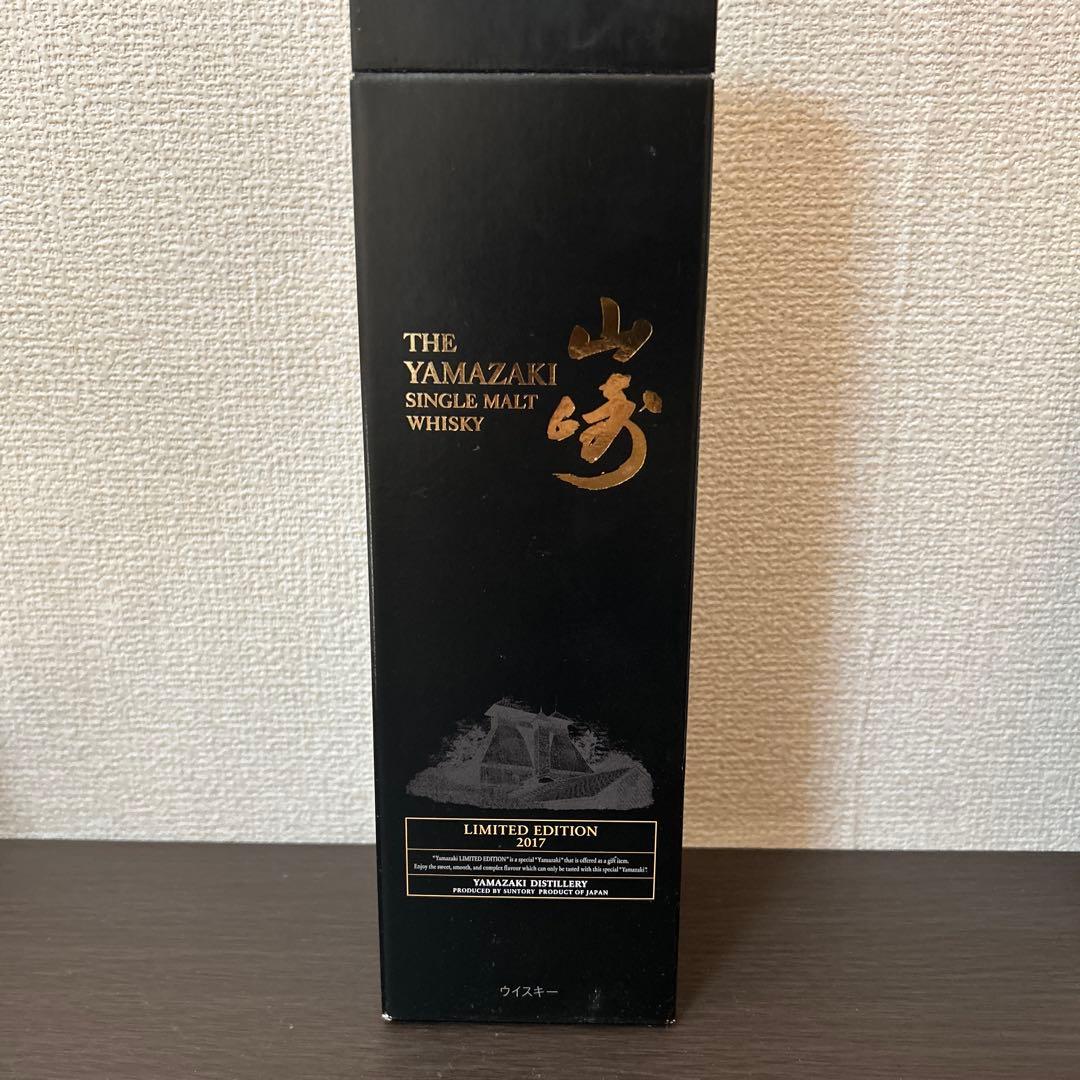 THE
YAMAZAKI
SINGLE MALT
WHISKY
山崎
LIMITED EDITION
2017
"Yamazaki LIMITED EDITION" is a special "Yamazaki" that is offered as a gift item.
Enjoy the sweet, smooth, and complex flavour which can only be tasted with this special "Yamazaki".
YAMAZAKI DISTILLERY
PRODUCED BY SUNTORY PRODUCT OF JAPAN
ウイスキー